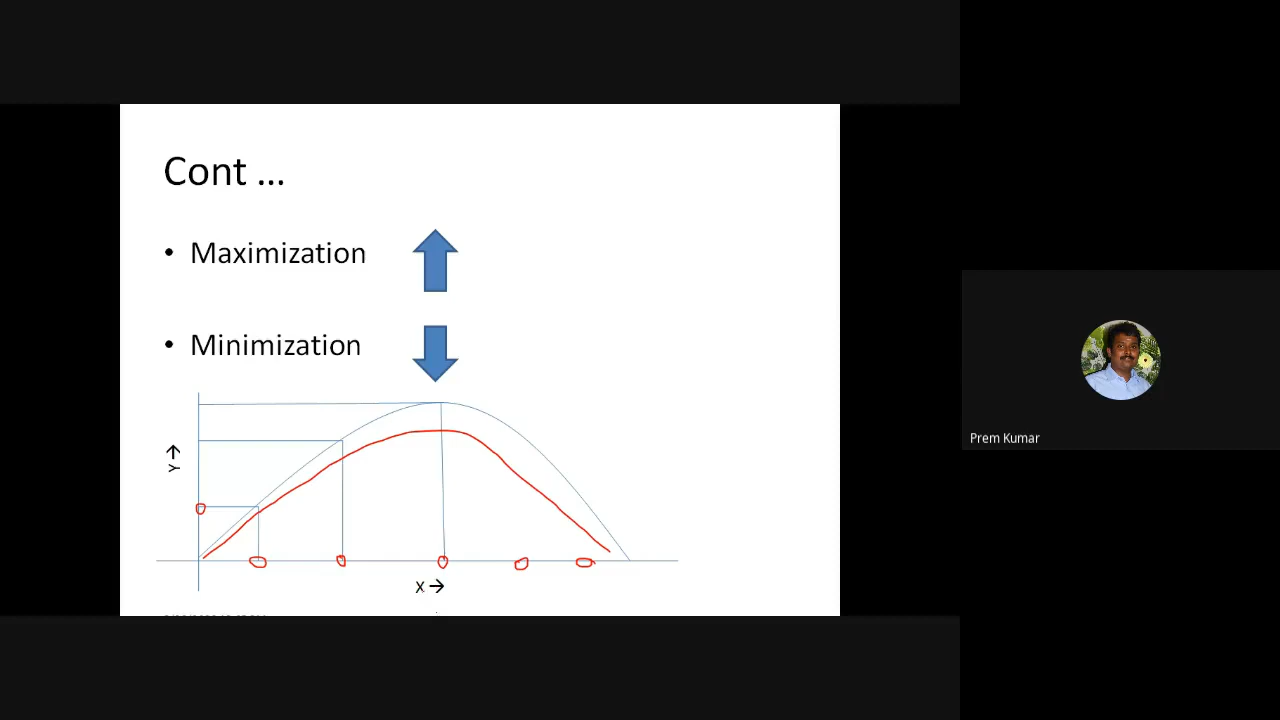 Cont ...
• Maximization
• Minimization
Y →
X →
Prem Kumar